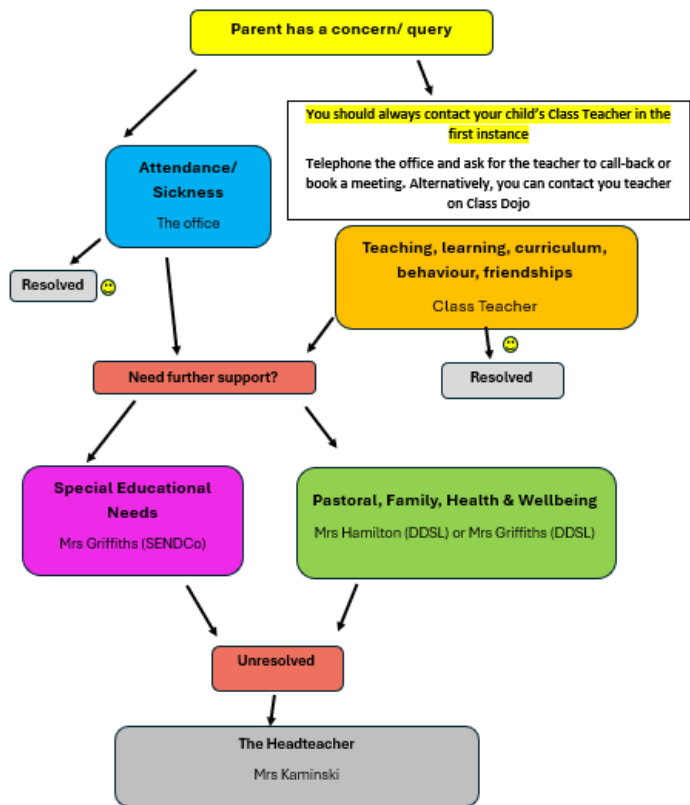 Parent has a concern/ query
You should always contact your child's Class Teacher in the
first instance
Telephone the office and ask for the teacher to call-back or
book a meeting. Alternatively, you can contact you teacher
on Class Dojo
Attendance/
Sickness
The office
Teaching, learning, curriculum,
behaviour, friendships
Class Teacher
Resolved
Need further support?
Resolved
Special Educational
Needs
Mrs Griffiths (SENDCo)
Pastoral, Family, Health & Wellbeing
Mrs Hamilton (DDSL) or Mrs Griffiths (DDSL)
Unresolved
The Headteacher
Mrs Kaminski